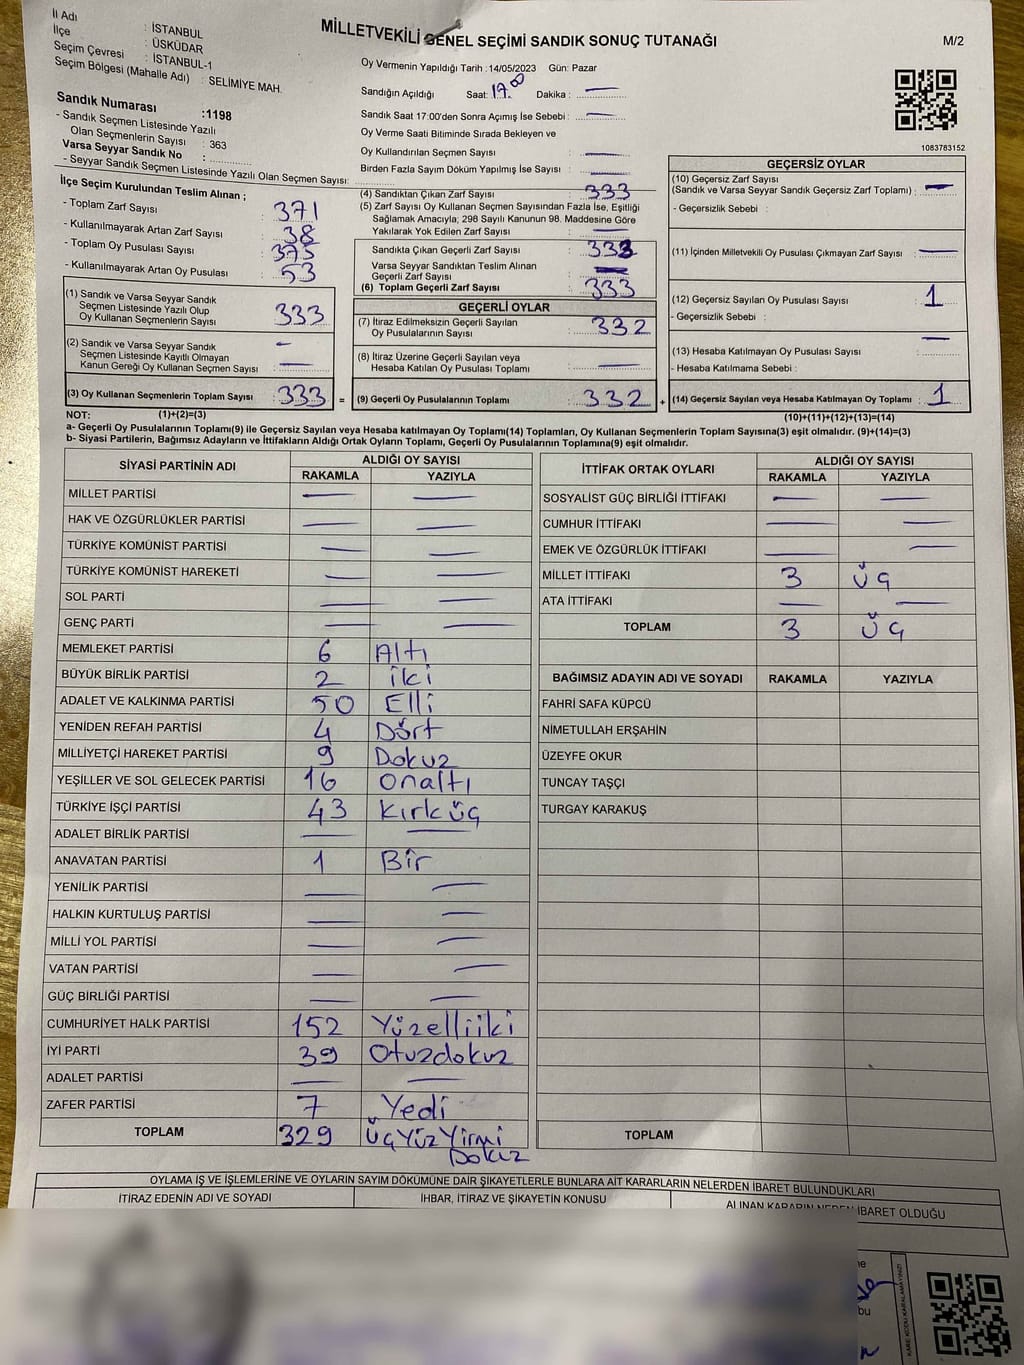 İl Adı : İSTANBUL
İlçe : ÜSKÜDAR
Seçim Çevresi : İSTANBUL-1
Seçim Bölgesi (Mahalle Adı) : SELİMİYE MAH.
MİLLETVEKİLİ GENEL SEÇİMİ SANDIK SONUÇ TUTANAĞI
M/2
Oy Vermenin Yapıldığı Tarih : 14/05/2023 Gün: Pazar
Sandığın Açıldığı Saat: 17.00 Dakika : —
Sandık Saat 17:00'den Sonra Açımış İse Sebebi : —
Oy Verme Saati Bitiminde Sırada Bekleyen ve
Oy Kullandırılan Seçmen Sayısı : —
Birden Fazla Sayım Döküm Yapılmış İse Sayısı : —
1083783152
Sandık Numarası :1198
- Sandık Seçmen Listesinde Yazılı
Olan Seçmenlerin Sayısı : 363
Varsa Seyyar Sandık No :
- Seyyar Sandık Seçmen Listesinde Yazılı Olan Seçmen Sayısı:
İlçe Seçim Kurulundan Teslim Alınan ;
- Toplam Zarf Sayısı : 371
- Kullanılmayarak Artan Zarf Sayısı : 38
- Toplam Oy Pusulası Sayısı : 375
- Kullanılmayarak Artan Oy Pusulası : 53
(1) Sandık ve Varsa Seyyar Sandık
Seçmen Listesinde Yazılı Olup
Oy Kullanan Seçmenlerin Sayısı : 333
(2) Sandık ve Varsa Seyyar Sandık
Seçmen Listesinde Kayıtlı Olmayan
Kanun Gereği Oy Kullanan Seçmen Sayısı : —
(3) Oy Kullanan Seçmenlerin Toplam Sayısı : 333 =
(4) Sandıktan Çıkan Zarf Sayısı : 333
(5) Zarf Sayısı Oy Kullanan Seçmen Sayısından Fazla İse, Eşitliği
Sağlamak Amacıyla; 298 Sayılı Kanunun 98. Maddesine Göre
Yakılarak Yok Edilen Zarf Sayısı : —
Sandıkta Çıkan Geçerli Zarf Sayısı : 333
Varsa Seyyar Sandıktan Teslim Alınan
Geçerli Zarf Sayısı : —
(6) Toplam Geçerli Zarf Sayısı : 333
GEÇERLİ OYLAR
(7) İtiraz Edilmeksizin Geçerli Sayılan
Oy Pusulalarının Sayısı : 332
(8) İtiraz Üzerine Geçerli Sayılan veya
Hesaba Katılan Oy Pusulası Toplamı : —
(9) Geçerli Oy Pusulalarının Toplamı : 332 +
GEÇERSİZ OYLAR
(10) Geçersiz Zarf Sayısı
(Sandık ve Varsa Seyyar Sandık Geçersiz Zarf Toplamı) : —
- Geçersizlik Sebebi :
(11) İçinden Milletvekili Oy Pusulası Çıkmayan Zarf Sayısı : —
(12) Geçersiz Sayılan Oy Pusulası Sayısı : 1
- Geçersizlik Sebebi :
(13) Hesaba Katılmayan Oy Pusulası Sayısı : —
- Hesaba Katılmama Sebebi :
(14) Geçersiz Sayılan veya Hesaba Katılmayan Oy Toplamı : 1
NOT: (1)+(2)=(3) (10)+(11)+(12)+(13)=(14)
a- Geçerli Oy Pusulalarının Toplamı(9) ile Geçersiz Sayılan veya Hesaba katılmayan Oy Toplamı(14) Toplamları, Oy Kullanan Seçmenlerin Toplam Sayısına(3) eşit olmalıdır. (9)+(14)=(3)
b- Siyasi Partilerin, Bağımsız Adayların ve İttifakların Aldığı Ortak Oyların Toplamı, Geçerli Oy Pusulalarının Toplamına(9) eşit olmalıdır.
SİYASİ PARTİNİN ADI ALDIĞI OY SAYISI
RAKAMLA YAZIYLA
MİLLET PARTİSİ — —
HAK VE ÖZGÜRLÜKLER PARTİSİ — —
TÜRKİYE KOMÜNİST PARTİSİ — —
TÜRKİYE KOMÜNİST HAREKETİ — —
SOL PARTİ — —
GENÇ PARTİ — —
MEMLEKET PARTİSİ 6 Altı
BÜYÜK BİRLİK PARTİSİ 2 iki
ADALET VE KALKINMA PARTİSİ 50 Elli
YENİDEN REFAH PARTİSİ 4 Dört
MİLLİYETÇİ HAREKET PARTİSİ 9 Dokuz
YEŞİLLER VE SOL GELECEK PARTİSİ 16 onaltı
TÜRKİYE İŞÇİ PARTİSİ 43 Kırküç
ADALET BİRLİK PARTİSİ — —
ANAVATAN PARTİSİ 1 Bir
YENİLİK PARTİSİ — —
HALKIN KURTULUŞ PARTİSİ — —
MİLLİ YOL PARTİSİ — —
VATAN PARTİSİ — —
GÜÇ BİRLİĞİ PARTİSİ — —
CUMHURİYET HALK PARTİSİ 152 Yüzelliiki
İYİ PARTİ 39 Otuzdokuz
ADALET PARTİSİ — —
ZAFER PARTİSİ 7 Yedi
TOPLAM 329 ÜçYüzYirmi
Dokuz
İTTİFAK ORTAK OYLARI ALDIĞI OY SAYISI
RAKAMLA YAZIYLA
SOSYALİST GÜÇ BİRLİĞİ İTTİFAKI — —
CUMHUR İTTİFAKI — —
EMEK VE ÖZGÜRLÜK İTTİFAKI — —
MİLLET İTTİFAKI 3 üç
ATA İTTİFAKI — —
TOPLAM 3 üç
BAĞIMSIZ ADAYIN ADI VE SOYADI RAKAMLA YAZIYLA
FAHRİ SAFA KÜPCÜ
NİMETULLAH ERŞAHİN
ÜZEYFE OKUR
TUNCAY TAŞÇI
TURGAY KARAKUŞ
TOPLAM
OYLAMA İŞ VE İŞLEMLERİNE VE OYLARIN SAYIM DÖKÜMÜNE DAİR ŞİKAYETLERLE BUNLARA AİT KARARLARIN NELERDEN İBARET BULUNDUKLARI
İTİRAZ EDENİN ADI VE SOYADI İHBAR, İTİRAZ VE ŞİKAYETİN KONUSU ALINAN KARARIN NEDEN İBARET OLDUĞU